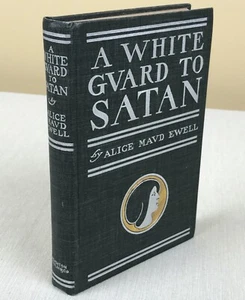 A WHITE
GVARD TO
SATAN
by ALICE MAVD EWELL
A
WHITE
GVARD
TO
SATAN
ALICE
MAVD
EWELL